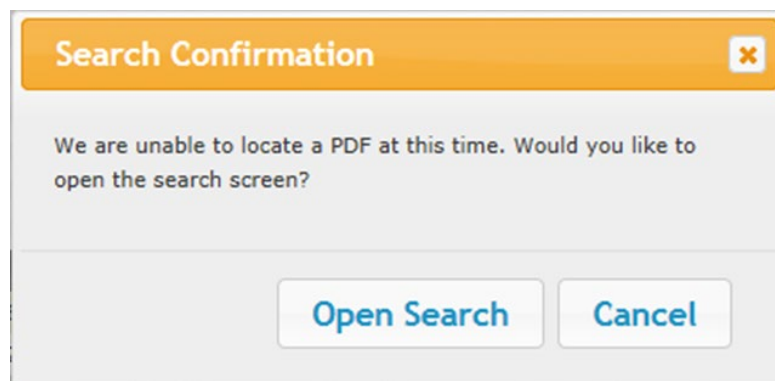 Search Confirmation
We are unable to locate a PDF at this time. Would you like to
open the search screen?
Open Search
Cancel